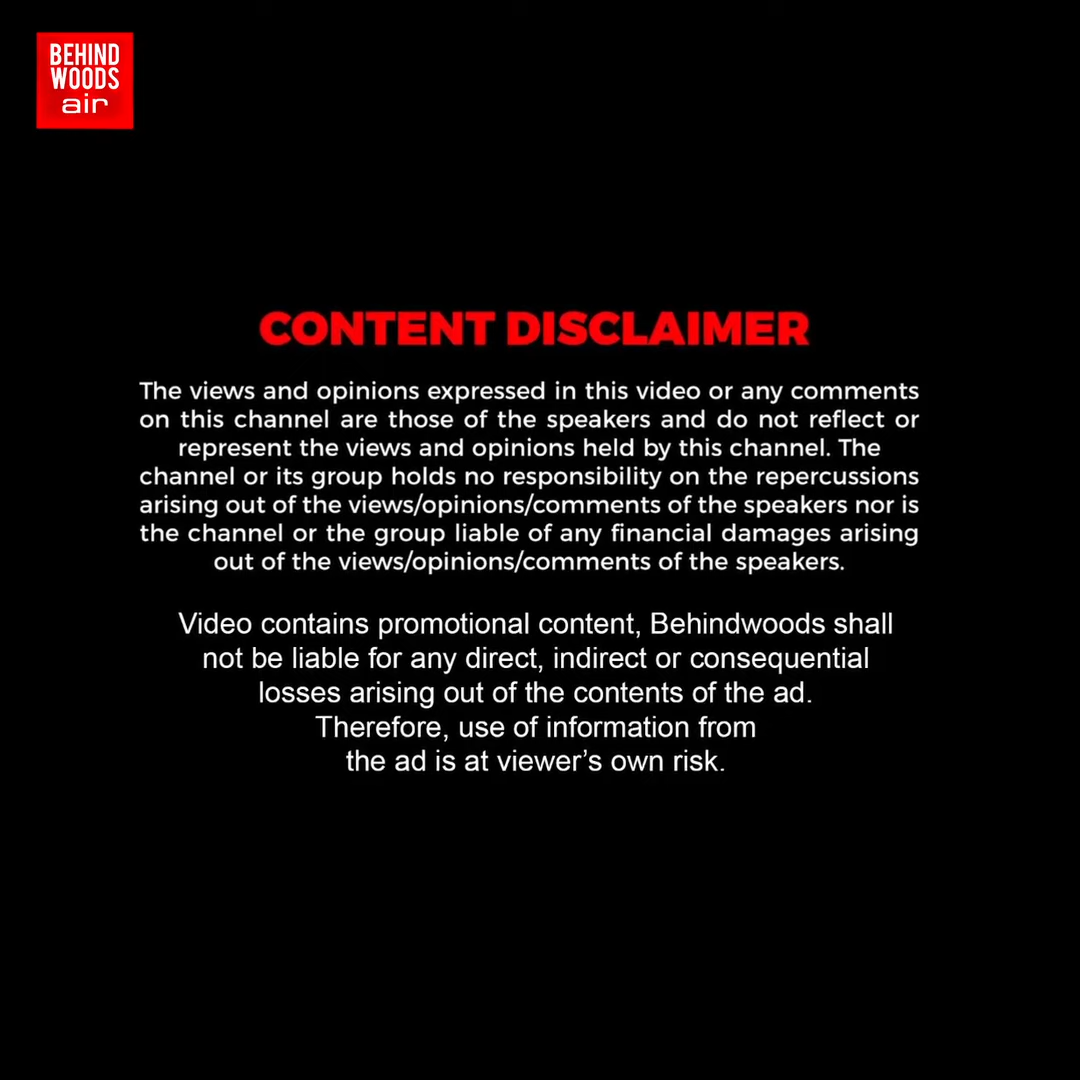 BEHIND
WOODS
air
CONTENT DISCLAIMER
The views and opinions expressed in this video or any comments
on this channel are those of the speakers and do not reflect or
represent the views and opinions held by this channel. The
channel or its group holds no responsibility on the repercussions
arising out of the views/opinions/comments of the speakers nor is
the channel or the group liable of any financial damages arising
out of the views/opinions/comments of the speakers.
Video contains promotional content, Behindwoods shall
not be liable for any direct, indirect or consequential
losses arising out of the contents of the ad.
Therefore, use of information from
the ad is at viewer’s own risk.